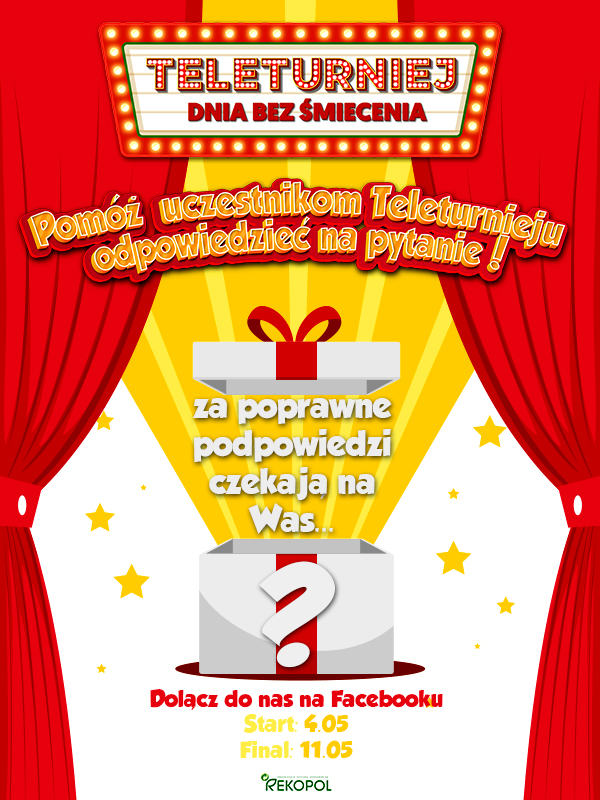 TELETURNIEJ
DNIA BEZ ŚMIECENIA
Pomóż uczestnikom Teleturnieju
odpowiedzieć na pytanie !
za poprawne
podpowiedzi
czekają na
Was...
?
Dołącz do nas na Facebooku
Start: 4.05
Finał: 11.05
REKOPOL